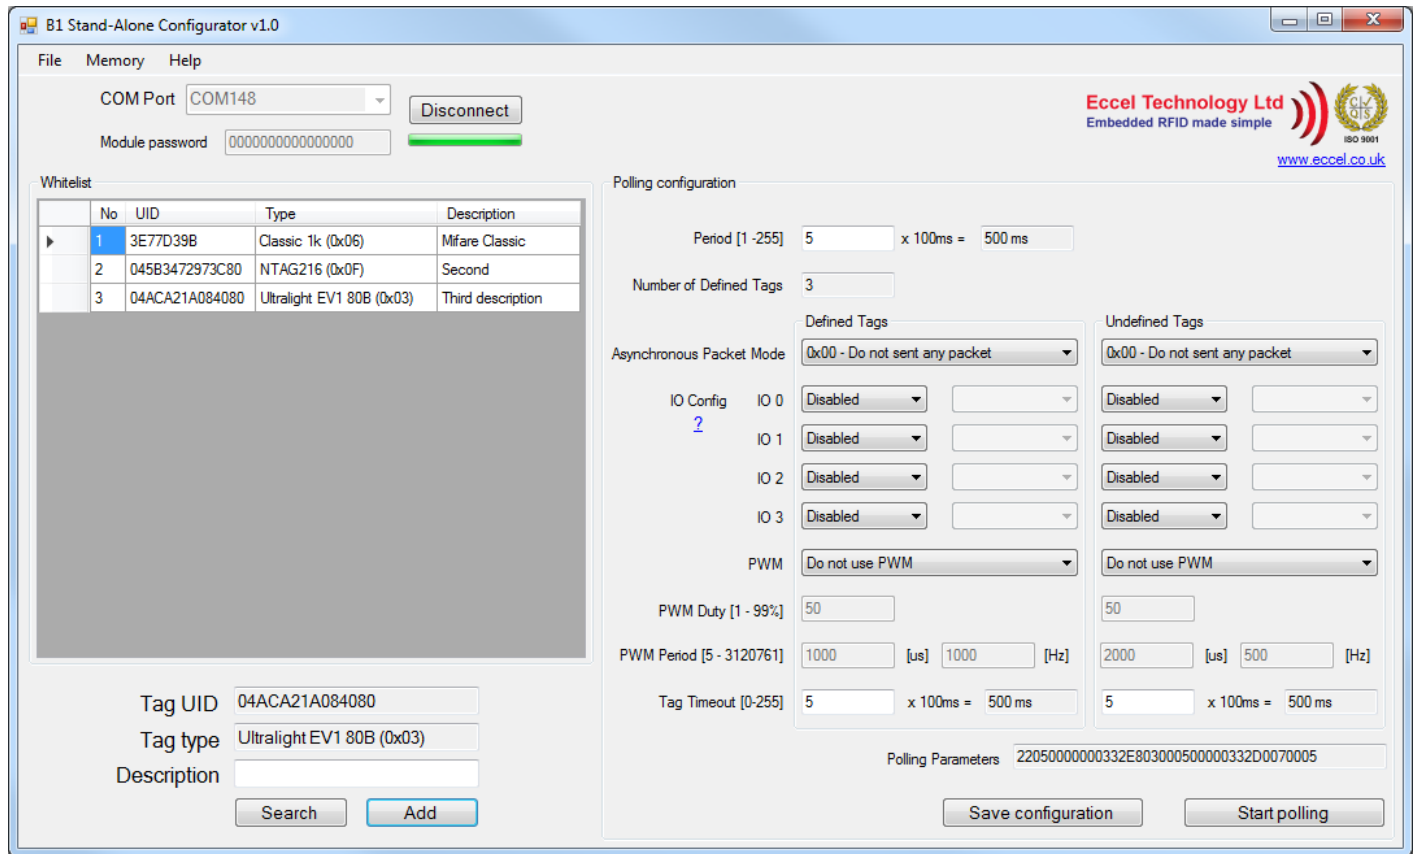 B1 Stand-Alone Configurator v1.0
File Memory Help
COM Port COM148 Disconnect
Module password 0000000000000000
Eccel Technology Ltd
Embedded RFID made simple
ISO 9001
www.eccel.co.uk
Whitelist
No UID Type Description
1 3E77D39B Classic 1k (0x06) Mifare Classic
2 045B3472973C80 NTAG216 (0x0F) Second
3 04ACA21A084080 Ultralight EV1 80B (0x03) Third description
Tag UID 04ACA21A084080
Tag type Ultralight EV1 80B (0x03)
Description
Search Add
Polling configuration
Period [1 -255] 5 x 100ms = 500 ms
Number of Defined Tags 3
Defined Tags Undefined Tags
Asynchronous Packet Mode 0x00 - Do not sent any packet 0x00 - Do not sent any packet
IO Config IO 0 Disabled Disabled
?
IO 1 Disabled Disabled
IO 2 Disabled Disabled
IO 3 Disabled Disabled
PWM Do not use PWM Do not use PWM
PWM Duty [1 - 99%] 50 50
PWM Period [5 - 3120761] 1000 [us] 1000 [Hz] 2000 [us] 500 [Hz]
Tag Timeout [0-255] 5 x 100ms = 500 ms 5 x 100ms = 500 ms
Polling Parameters 22050000000332E803000500000332D0070005
Save configuration Start polling